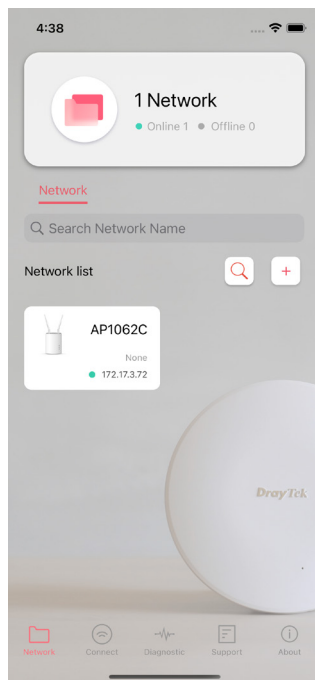 4:38
1 Network
Online 1 Offline 0
Network
Search Network Name
Network list
+
AP1062C
None
172.17.3.72
DrayTek
Network Connect Diagnostic Support About